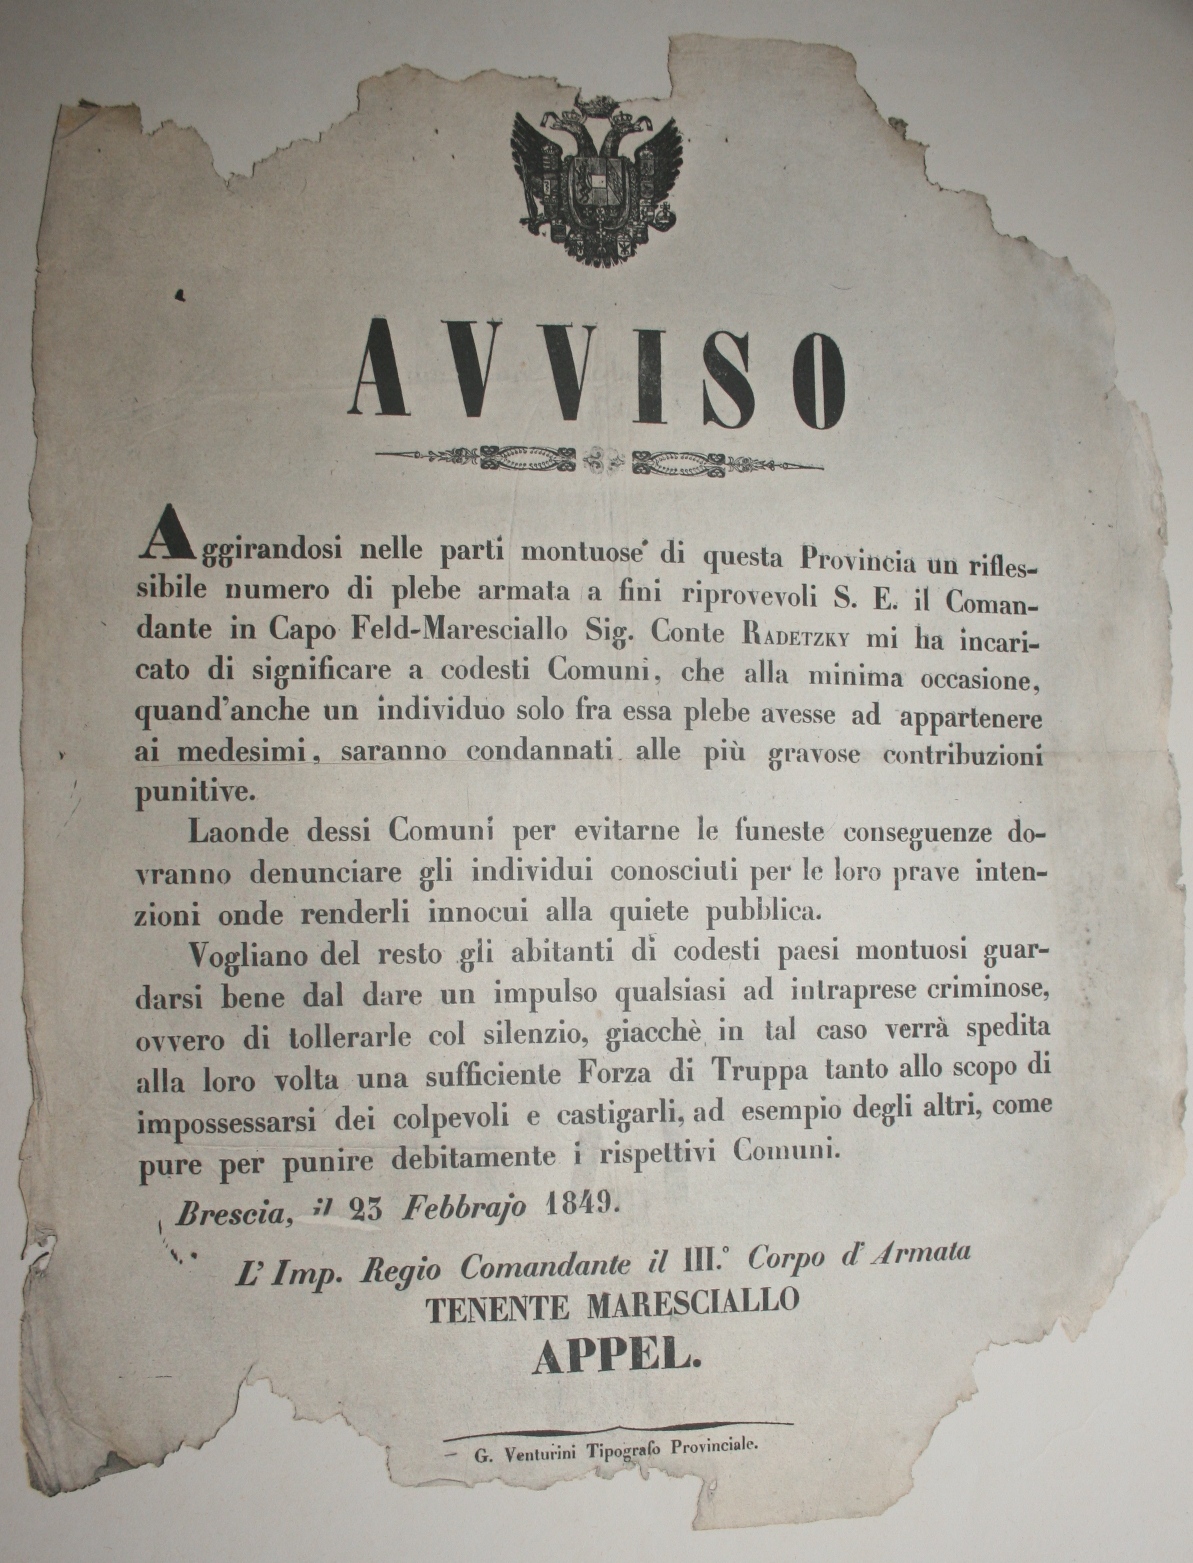 AVVISO
Aggirandosi nelle parti montuose di questa Provincia un rifles-
sibile numero di plebe armata a fini riprovevoli S. E. il Coman-
dante in Capo Feld-Maresciallo Sig. Conte RADETZKY mi ha incari-
cato di significare a codesti Comuni, che alla minima occasione,
quand'anche un individuo solo fra essa plebe avesse ad appartenere
ai medesimi, saranno condannati alle più gravose contribuzioni
punitive.
Laonde dessi Comuni per evitarne le funeste conseguenze do-
vranno denunciare gli individui conosciuti per le loro prave inten-
zioni onde renderli innocui alla quiete pubblica.
Vogliano del resto gli abitanti di codesti paesi montuosi guar-
darsi bene dal dare un impulso qualsiasi ad intraprese criminose,
ovvero di tollerarle col silenzio, giacchè in tal caso verrà spedita
alla loro volta una sufficiente Forza di Truppa tanto allo scopo di
impossessarsi dei colpevoli e castigarli, ad esempio degli altri, come
pure per punire debitamente i rispettivi Comuni.
Brescia, il 23 Febbrajo 1849.
L'Imp. Regio Comandante il III.° Corpo d'Armata
TENENTE MARESCIALLO
APPEL.
G. Venturini Tipografo Provinciale.